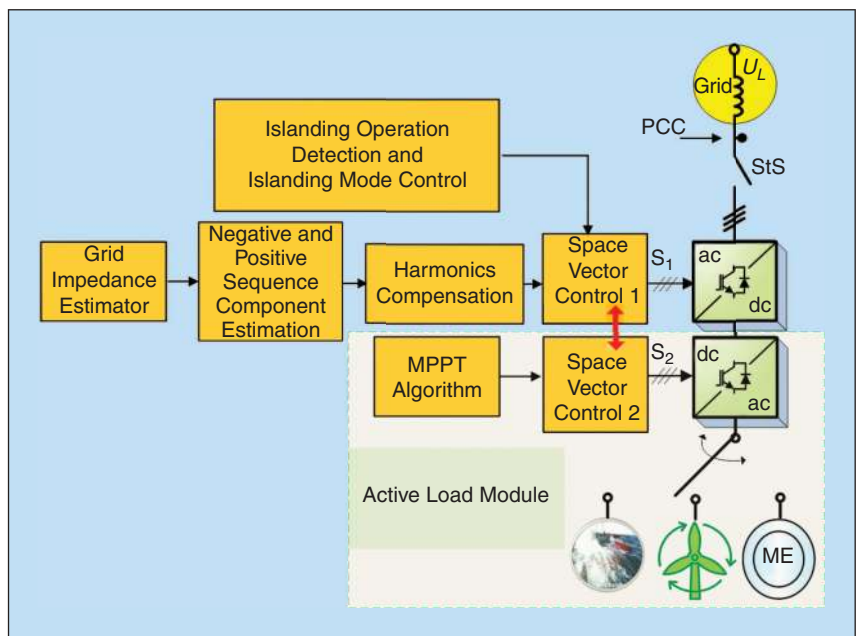 U_L
Grid
PCC
StS
Islanding Operation
Detection and
Islanding Mode Control
Grid
Impedance
Estimator
Negative and
Positive
Sequence
Component
Estimation
Harmonics
Compensation
Space
Vector
Control 1
S1
ac
dc
MPPT
Algorithm
Space
Vector
Control 2
S2
dc
ac
Active Load Module
ME